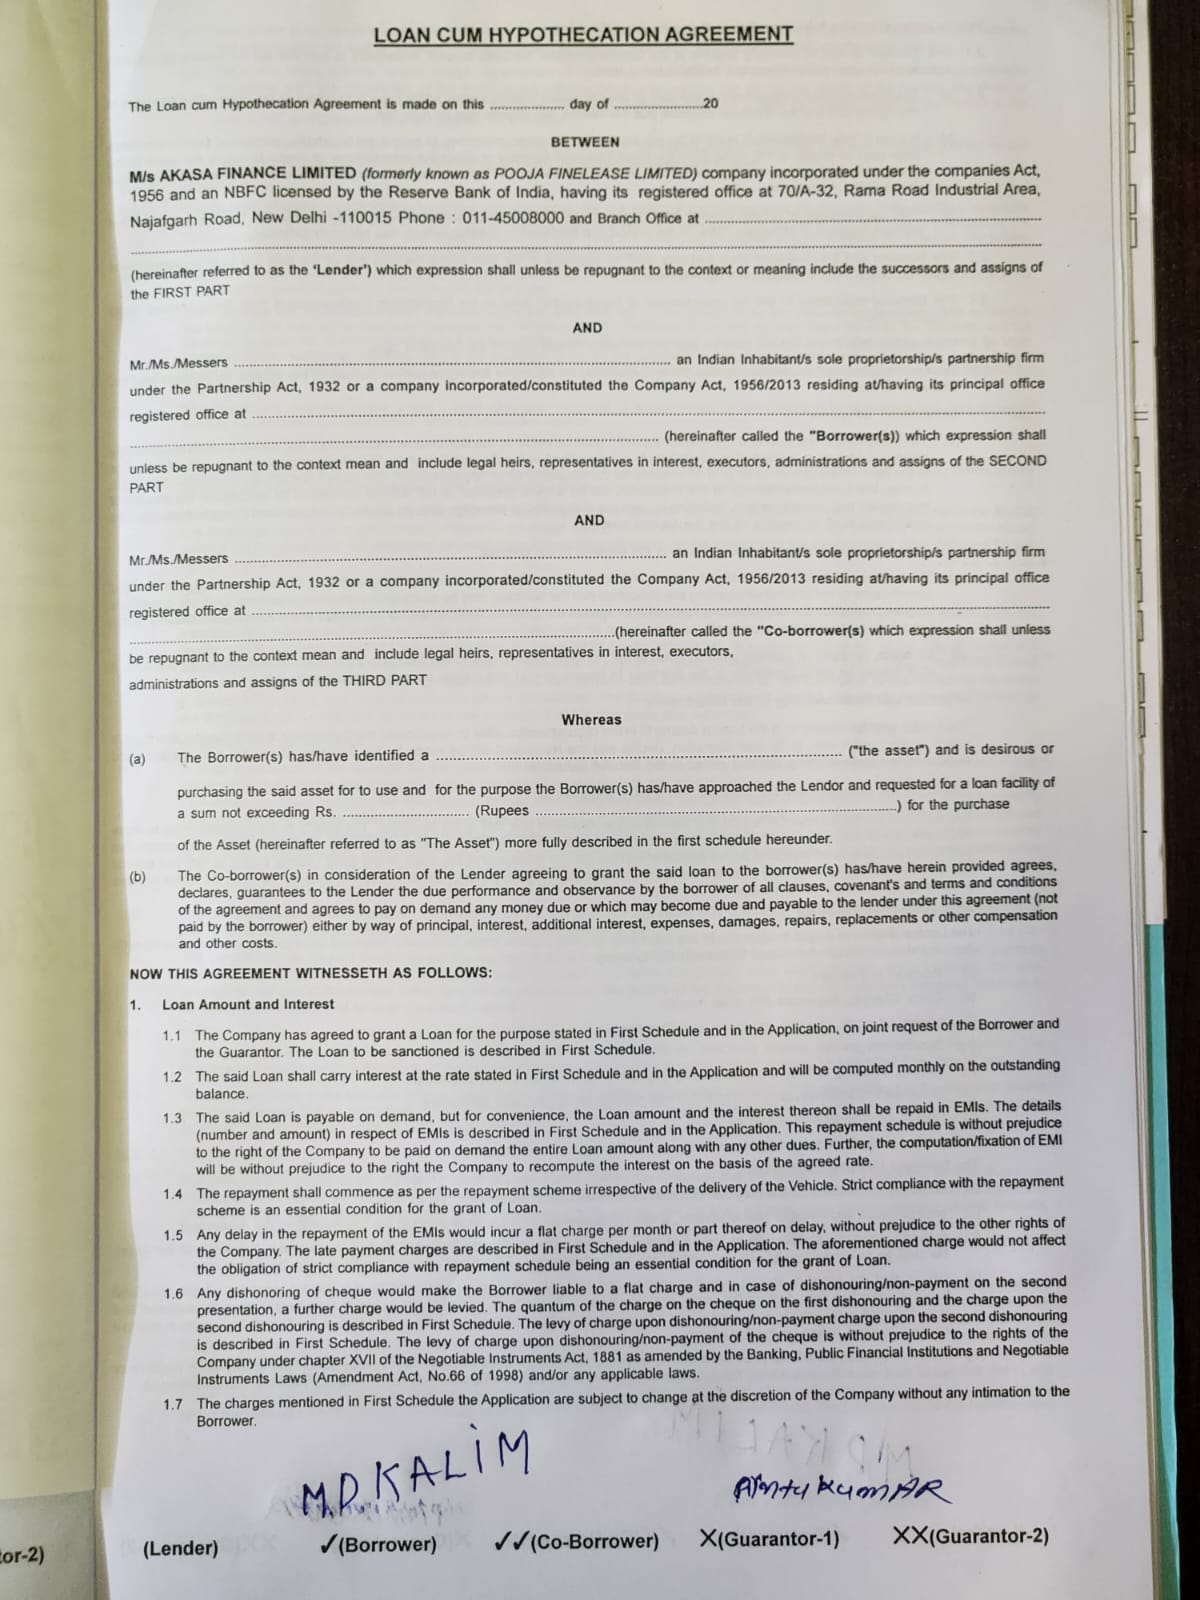 LOAN CUM HYPOTHECATION AGREEMENT
The Loan cum Hypothecation Agreement is made on this .................... day of ........................20
BETWEEN
M/s AKASA FINANCE LIMITED (formerly known as POOJA FINELEASE LIMITED) company incorporated under the companies Act,
1956 and an NBFC licensed by the Reserve Bank of India, having its registered office at 70/A-32, Rama Road Industrial Area,
Najafgarh Road, New Delhi -110015 Phone : 011-45008000 and Branch Office at ....................
....................
(hereinafter referred to as the 'Lender') which expression shall unless be repugnant to the context or meaning include the successors and assigns of
the FIRST PART
AND
Mr./Ms./Messers .................... an Indian Inhabitant/s sole proprietorship/s partnership firm
under the Partnership Act, 1932 or a company incorporated/constituted the Company Act, 1956/2013 residing at/having its principal office
registered office at ....................
.................... (hereinafter called the "Borrower(s)) which expression shall
unless be repugnant to the context mean and include legal heirs, representatives in interest, executors, administrations and assigns of the SECOND
PART
AND
Mr./Ms./Messers .................... an Indian Inhabitant/s sole proprietorship/s partnership firm
under the Partnership Act, 1932 or a company incorporated/constituted the Company Act, 1956/2013 residing at/having its principal office
registered office at ....................
....................(hereinafter called the "Co-borrower(s) which expression shall unless
be repugnant to the context mean and include legal heirs, representatives in interest, executors,
administrations and assigns of the THIRD PART
Whereas
(a) The Borrower(s) has/have identified a .................... ("the asset") and is desirous or
purchasing the said asset for to use and for the purpose the Borrower(s) has/have approached the Lendor and requested for a loan facility of
a sum not exceeding Rs. .................... (Rupees ....................) for the purchase
of the Asset (hereinafter referred to as "The Asset") more fully described in the first schedule hereunder.
(b) The Co-borrower(s) in consideration of the Lender agreeing to grant the said loan to the borrower(s) has/have herein provided agrees,
declares, guarantees to the Lender the due performance and observance by the borrower of all clauses, covenant's and terms and conditions
of the agreement and agrees to pay on demand any money due or which may become due and payable to the lender under this agreement (not
paid by the borrower) either by way of principal, interest, additional interest, expenses, damages, repairs, replacements or other compensation
and other costs.
NOW THIS AGREEMENT WITNESSETH AS FOLLOWS:
1. Loan Amount and Interest
1.1 The Company has agreed to grant a Loan for the purpose stated in First Schedule and in the Application, on joint request of the Borrower and
the Guarantor. The Loan to be sanctioned is described in First Schedule.
1.2 The said Loan shall carry interest at the rate stated in First Schedule and in the Application and will be computed monthly on the outstanding
balance.
1.3 The said Loan is payable on demand, but for convenience, the Loan amount and the interest thereon shall be repaid in EMIs. The details
(number and amount) in respect of EMIs is described in First Schedule and in the Application. This repayment schedule is without prejudice
to the right of the Company to be paid on demand the entire Loan amount along with any other dues. Further, the computation/fixation of EMI
will be without prejudice to the right the Company to recompute the interest on the basis of the agreed rate.
1.4 The repayment shall commence as per the repayment scheme irrespective of the delivery of the Vehicle. Strict compliance with the repayment
scheme is an essential condition for the grant of Loan.
1.5 Any delay in the repayment of the EMIs would incur a flat charge per month or part thereof on delay, without prejudice to the other rights of
the Company. The late payment charges are described in First Schedule and in the Application. The aforementioned charge would not affect
the obligation of strict compliance with repayment schedule being an essential condition for the grant of Loan.
1.6 Any dishonoring of cheque would make the Borrower liable to a flat charge and in case of dishonouring/non-payment on the second
presentation, a further charge would be levied. The quantum of the charge on the cheque on the first dishonouring and the charge upon the
second dishonouring is described in First Schedule. The levy of charge upon dishonouring/non-payment charge upon the second dishonouring
is described in First Schedule. The levy of charge upon dishonouring/non-payment of the cheque is without prejudice to the rights of the
Company under chapter XVII of the Negotiable Instruments Act, 1881 as amended by the Banking, Public Financial Institutions and Negotiable
Instruments Laws (Amendment Act, No.66 of 1998) and/or any applicable laws.
1.7 The charges mentioned in First Schedule the Application are subject to change at the discretion of the Company without any intimation to the
Borrower.
M.D.KALIM
KumAR
tor-2) (Lender) ✓(Borrower) ✓✓(Co-Borrower) X(Guarantor-1) XX(Guarantor-2)